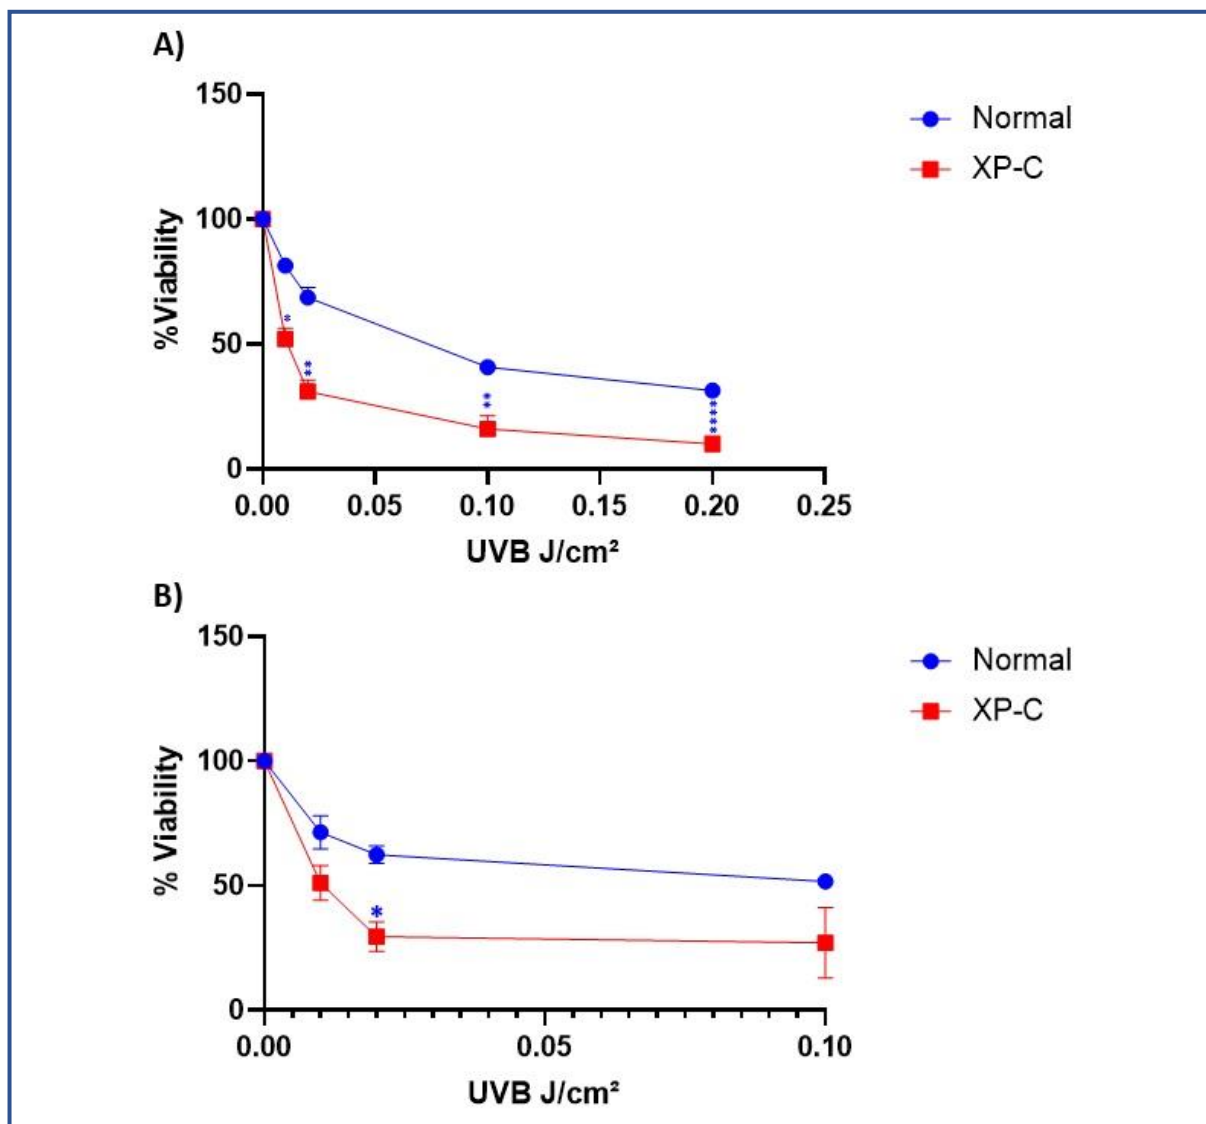 A)
150
100
50
0
%Viability
0.00 0.05 0.10 0.15 0.20 0.25
UVB J/cm²
Normal
XP-C
*
**
**
****
B)
150
100
50
0
% Viability
0.00 0.05 0.10
UVB J/cm²
Normal
XP-C
*